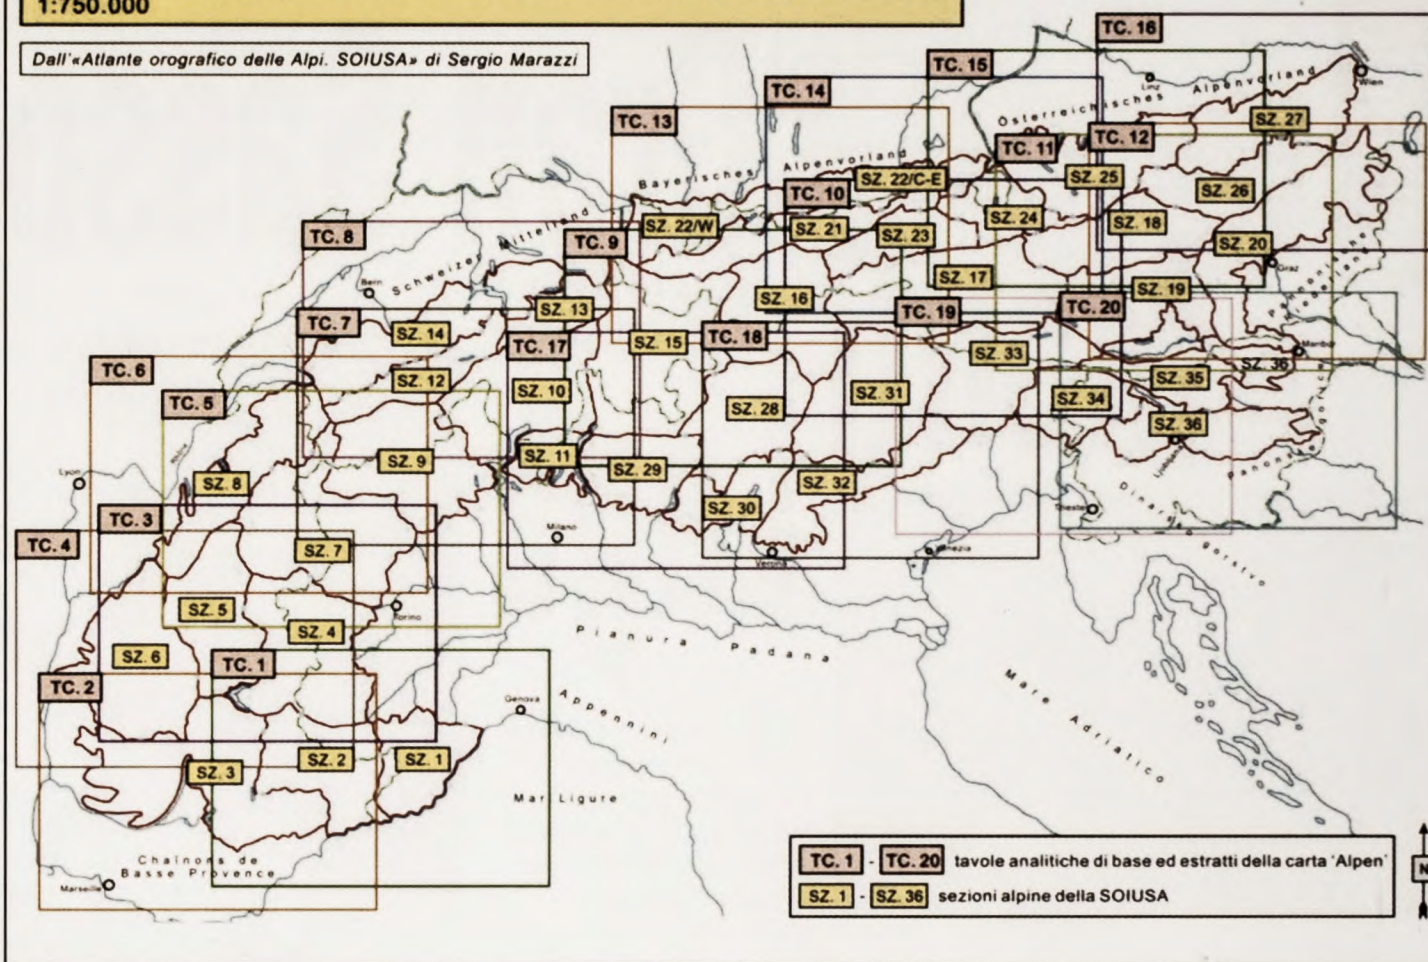 1:750.000
Dall'«Atlante orografico delle Alpi. SOIUSA» di Sergio Marazzi
TC. 16
TC. 15
Linz
Wien
TC. 14
Österreichisches Alpenvorland
TC. 13
SZ. 27
TC. 11
TC. 12
Bayerisches Alpenvorland
SZ. 22/C-E
SZ. 25
TC. 10
SZ. 26
SZ. 24
SZ. 18
SZ. 22/W
SZ. 21
SZ. 23
TC. 8
Mittelland
TC. 9
SZ. 20
Schweizer
Graz
Bern
SZ. 17
SZ. 19
SZ. 16
SZ. 13
TC. 19
TC. 20
TC. 7
SZ. 14
TC. 17
SZ. 15
TC. 18
Maribor
SZ. 33
SZ. 36
TC. 6
SZ. 12
SZ. 10
SZ. 31
SZ. 35
TC. 5
SZ. 28
SZ. 34
SZ. 36
Ljubljana
SZ. 9
SZ. 11
SZ. 29
Lyon
SZ. 8
SZ. 32
Dinarsko gorstvo
TC. 3
SZ. 30
Trieste
Milano
TC. 4
SZ. 7
Verona
Venezia
SZ. 5
Torino
SZ. 4
Pianura Padana
SZ. 6
TC. 1
TC. 2
Genova
Appennini
Mare Adriatico
SZ. 3
SZ. 2
SZ. 1
Mar Ligure
Chaînons de
Basse Provence
Marseille
TC. 1 - TC. 20 tavole analitiche di base ed estratti della carta 'Alpen'
SZ. 1 - SZ. 36 sezioni alpine della SOIUSA
N